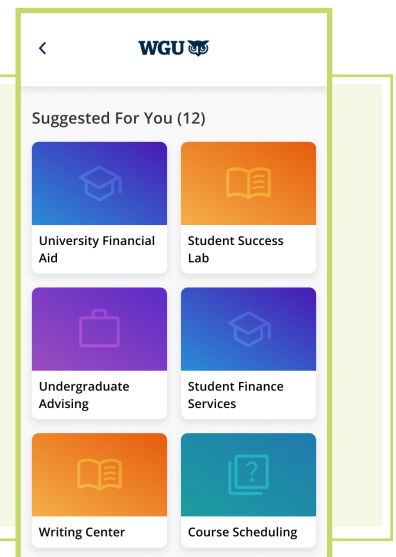 WGU
Suggested For You (12)
University Financial
Aid
Student Success
Lab
Undergraduate
Advising
Student Finance
Services
Writing Center
Course Scheduling